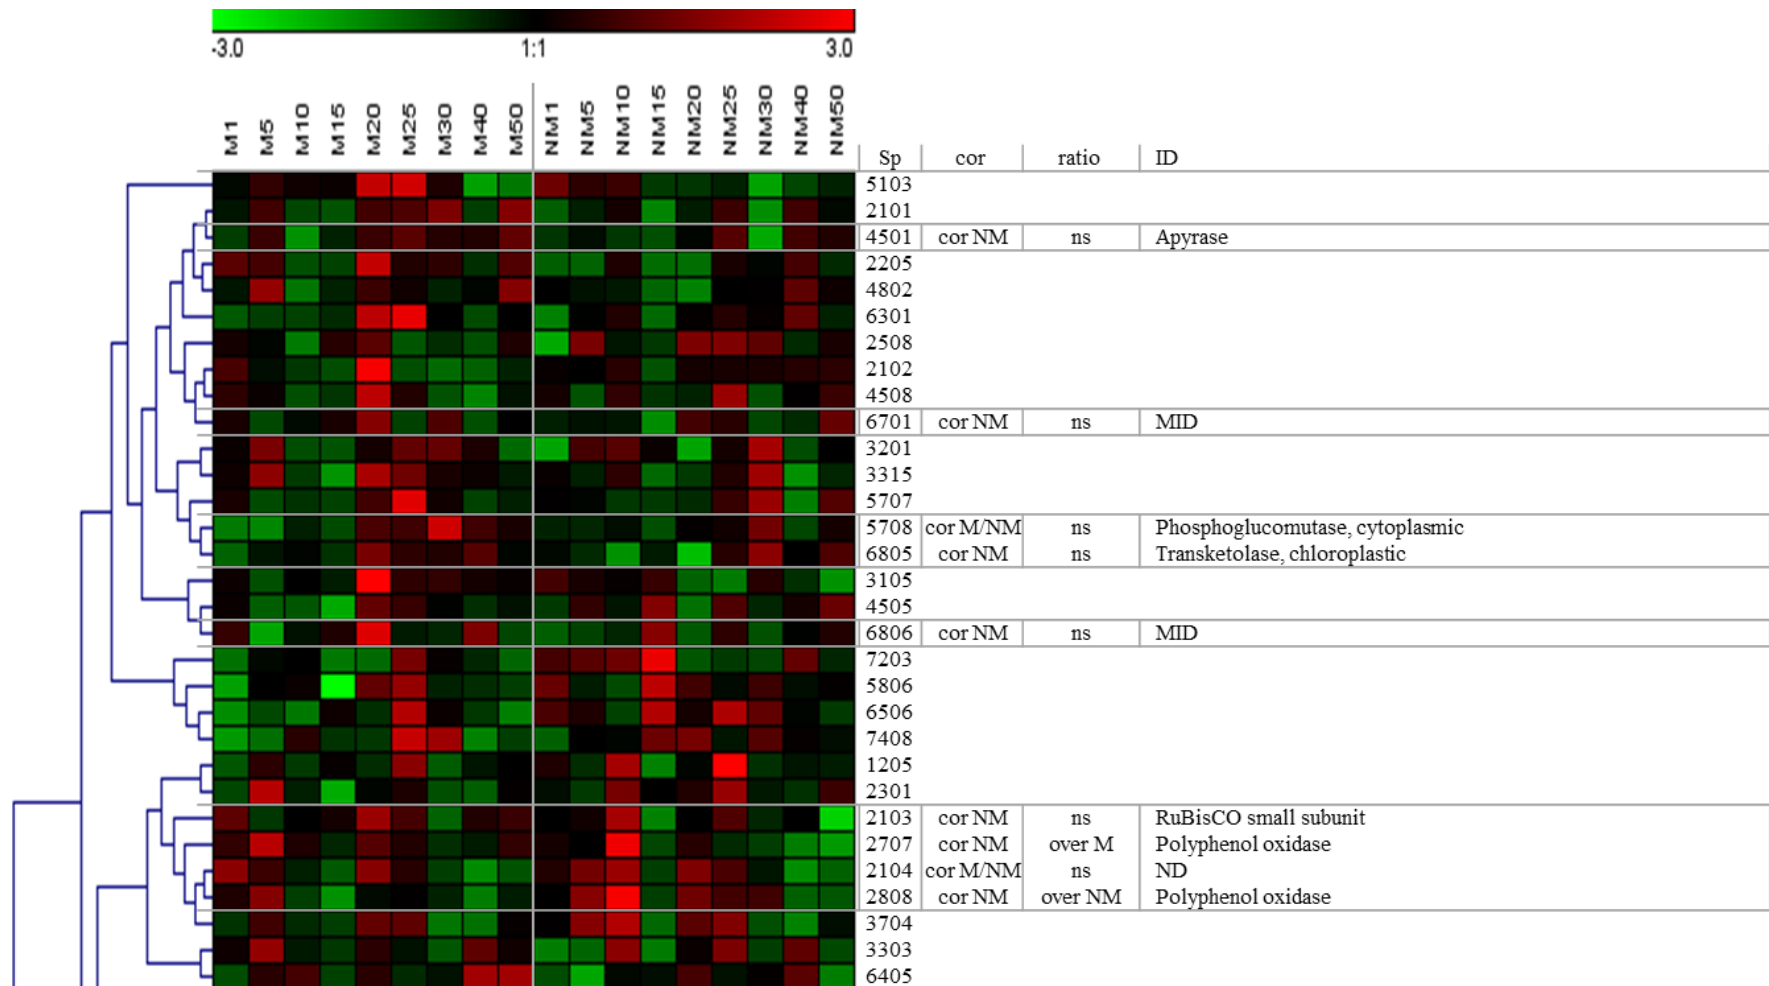 -3.0 1:1 3.0
M1 M5 M10 M15 M20 M25 M30 M40 M50 NM1 NM5 NM10 NM15 NM20 NM25 NM30 NM40 NM50
Sp cor ratio ID
5103
2101
4501 cor NM ns Apyrase
2205
4802
6301
2508
2102
4508
6701 cor NM ns MID
3201
3315
5707
5708 cor M/NM ns Phosphoglucomutase, cytoplasmic
6805 cor NM ns Transketolase, chloroplastic
3105
4505
6806 cor NM ns MID
7203
5806
6506
7408
1205
2301
2103 cor NM ns RuBisCO small subunit
2707 cor NM over M Polyphenol oxidase
2104 cor M/NM ns ND
2808 cor NM over NM Polyphenol oxidase
3704
3303
6405